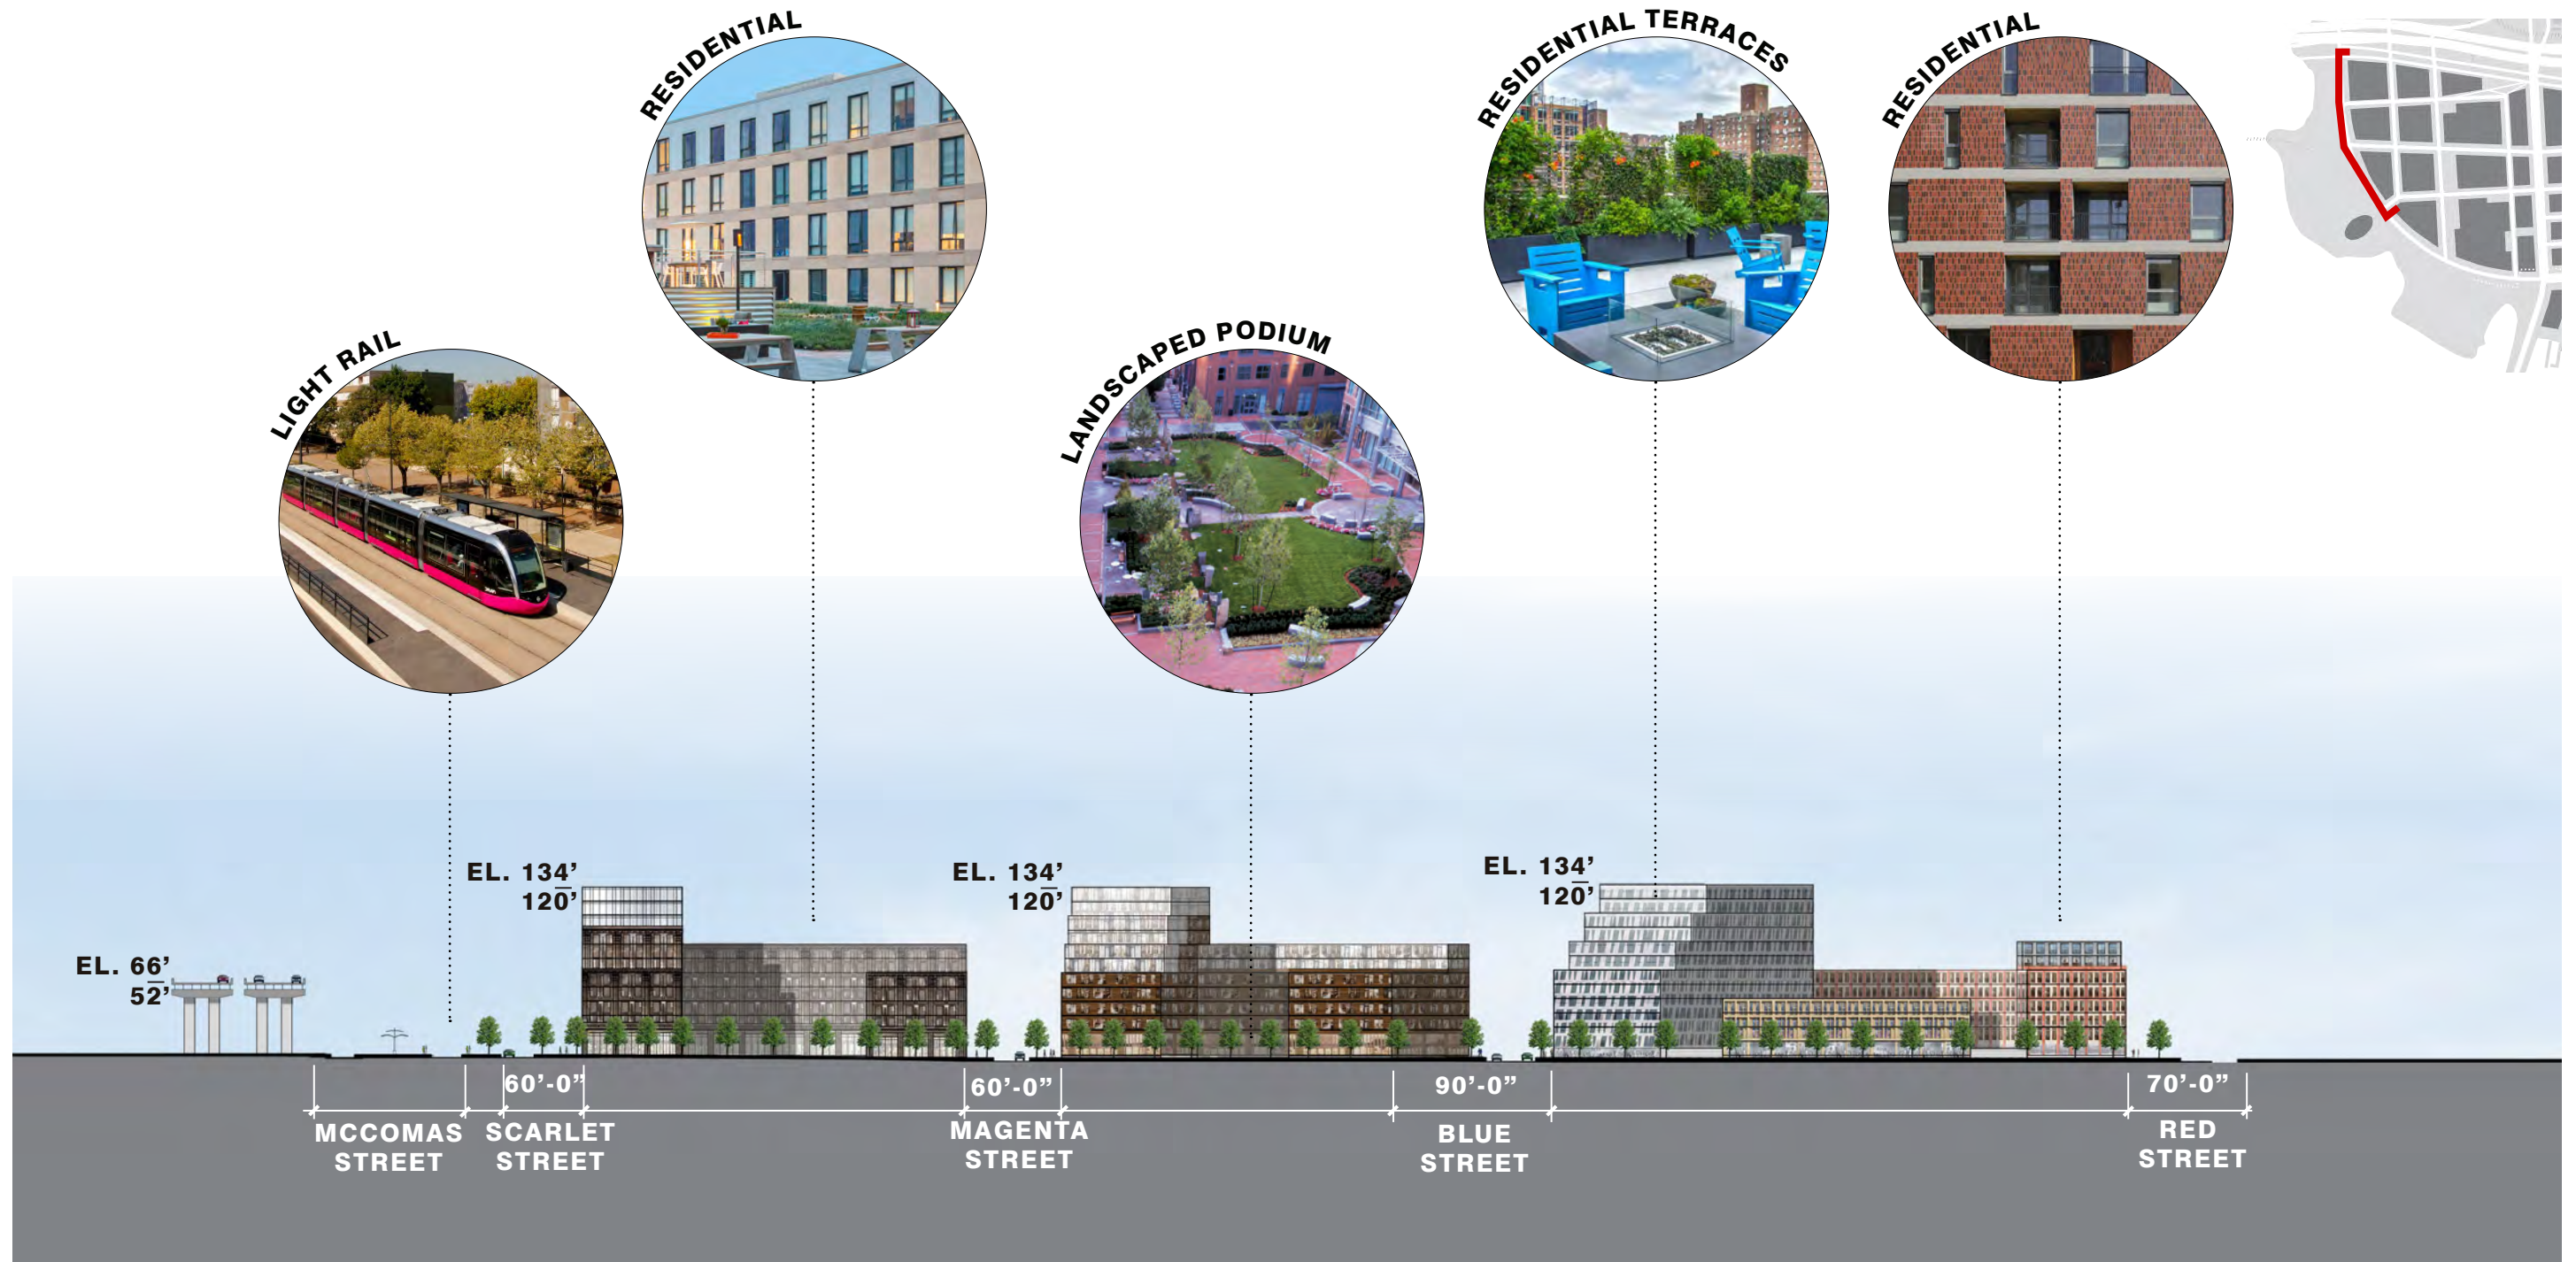 RESIDENTIAL
RESIDENTIAL TERRACES
RESIDENTIAL
LIGHT RAIL
LANDSCAPED PODIUM
EL. 134’
120’
EL. 134’
120’
EL. 134’
120’
EL. 66’
52’
60’-0”
60’-0”
90’-0”
70’-0”
MCCOMAS
STREET
SCARLET
STREET
MAGENTA
STREET
BLUE
STREET
RED
STREET